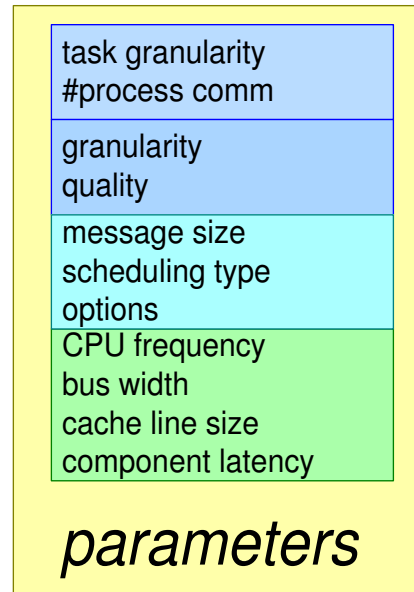 task granularity
#process comm
granularity
quality
message size
scheduling type
options
CPU frequency
bus width
cache line size
component latency
parameters